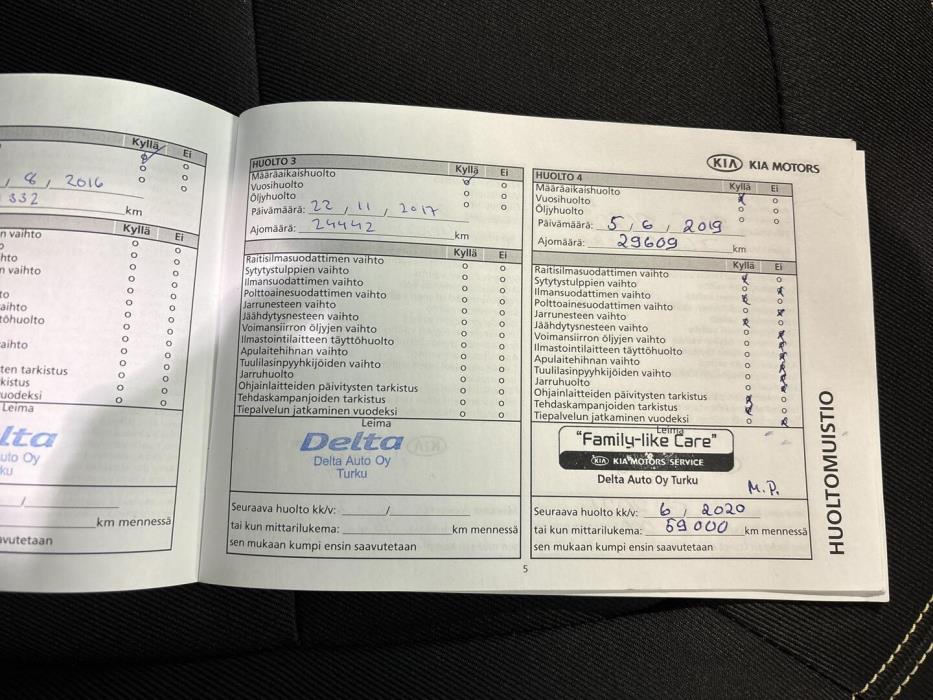 Kyllä Ei
, 8, 2016
332
km
Kyllä Ei
n vaihto
hto
n vaihto
to
aihto
töhuolto
aihto
ten tarkistus
kistus
uodeksi
Leima
lta
uto Oy
ku
/
km mennessä
avutetaan
HUOLTO 3
Kyllä Ei
Määräaikaishuolto
Vuosihuolto
Öljyhuolto
Päivämäärä: 22, 11, 2017
Ajomäärä: 24442 km
Kyllä Ei
Raitisilmasuodattimen vaihto
Sytytystulppien vaihto
Ilmansuodattimen vaihto
Polttoainesuodattimen vaihto
Jarrunesteen vaihto
Jäähdytysnesteen vaihto
Voimansiirron öljyjen vaihto
Ilmastointilaitteen täyttöhuolto
Apulaitehihnan vaihto
Tuulilasinpyyhkijöiden vaihto
Jarruhuolto
Ohjainlaitteiden päivitysten tarkistus
Tehdaskampanjoiden tarkistus
Tiepalvelun jatkaminen vuodeksi
Leima
Delta
Delta Auto Oy
Turku
Seuraava huolto kk/v: /
tai kun mittarilukema: km mennessä
sen mukaan kumpi ensin saavutetaan
5
KIA KIA MOTORS
HUOLTO 4
Kyllä Ei
Määräaikaishuolto
Vuosihuolto
Öljyhuolto
Päivämäärä: 5, 6, 2019
Ajomäärä: 29609 km
Kyllä Ei
Raitisilmasuodattimen vaihto
Sytytystulppien vaihto
Ilmansuodattimen vaihto
Polttoainesuodattimen vaihto
Jarrunesteen vaihto
Jäähdytysnesteen vaihto
Voimansiirron öljyjen vaihto
Ilmastointilaitteen täyttöhuolto
Apulaitehihnan vaihto
Tuulilasinpyyhkijöiden vaihto
Jarruhuolto
Ohjainlaitteiden päivitysten tarkistus
Tehdaskampanjoiden tarkistus
Tiepalvelun jatkaminen vuodeksi
Leima
"Family-like Care"
KIA KIA MOTORS SERVICE
Delta Auto Oy Turku
M.P.
Seuraava huolto kk/v: 6, 2020
tai kun mittarilukema: 59000 km mennessä
sen mukaan kumpi ensin saavutetaan
HUOLTOMUISTIO